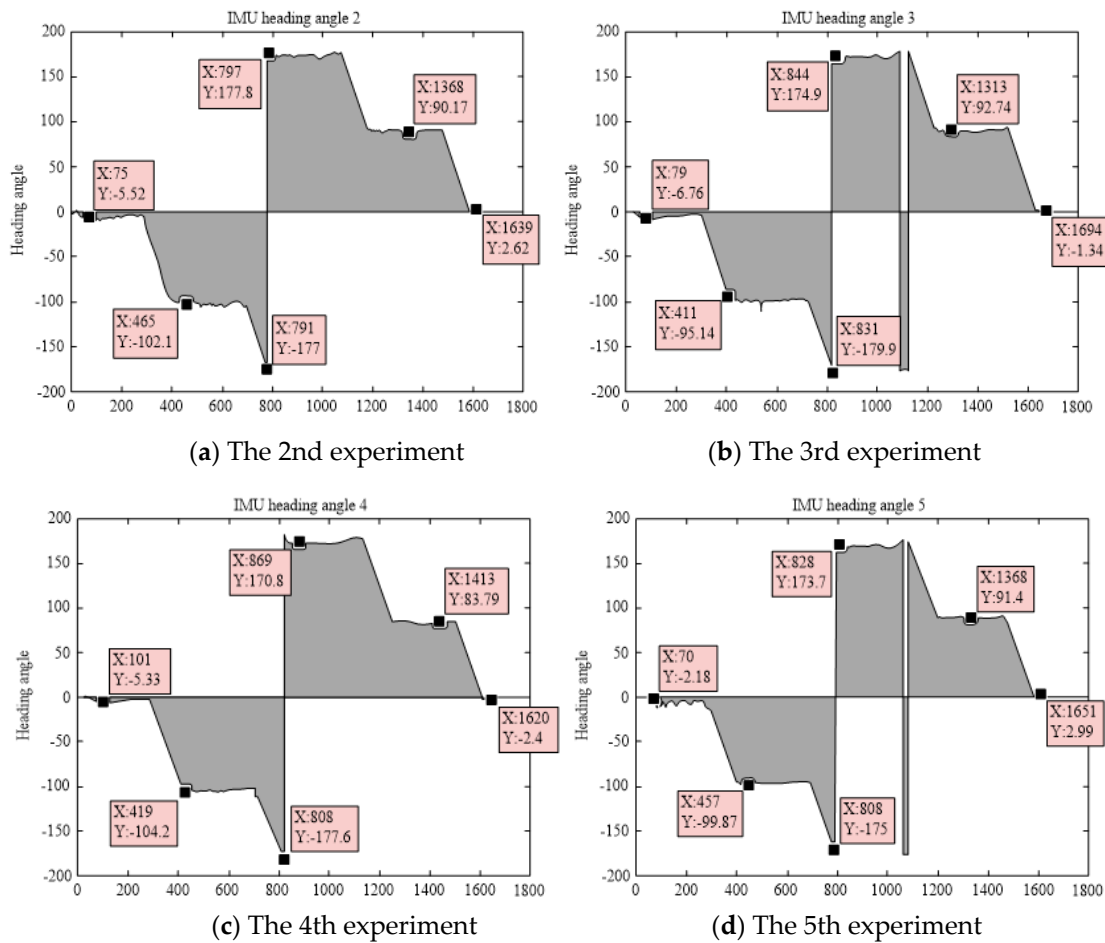 IMU heading angle 2
200
150
100
50
0
-50
-100
-150
-200
Heading angle
X:75
Y:-5.52
X:465
Y:-102.1
X:797
Y:177.8
X:791
Y:-177
X:1368
Y:90.17
X:1639
Y:2.62
0 200 400 600 800 1000 1200 1400 1600 1800
(a) The 2nd experiment
IMU heading angle 3
200
150
100
50
0
-50
-100
-150
-200
Heading angle
X:79
Y:-6.76
X:411
Y:-95.14
X:844
Y:174.9
X:831
Y:-179.9
X:1313
Y:92.74
X:1694
Y:-1.34
0 200 400 600 800 1000 1200 1400 1600 1800
(b) The 3rd experiment
IMU heading angle 4
200
150
100
50
0
-50
-100
-150
-200
Heading angle
X:101
Y:-5.33
X:419
Y:-104.2
X:869
Y:170.8
X:808
Y:-177.6
X:1413
Y:83.79
X:1620
Y:-2.4
0 200 400 600 800 1000 1200 1400 1600 1800
(c) The 4th experiment
IMU heading angle 5
200
150
100
50
0
-50
-100
-150
-200
Heading angle
X:70
Y:-2.18
X:457
Y:-99.87
X:828
Y:173.7
X:808
Y:-175
X:1368
Y:91.4
X:1651
Y:2.99
0 200 400 600 800 1000 1200 1400 1600 1800
(d) The 5th experiment